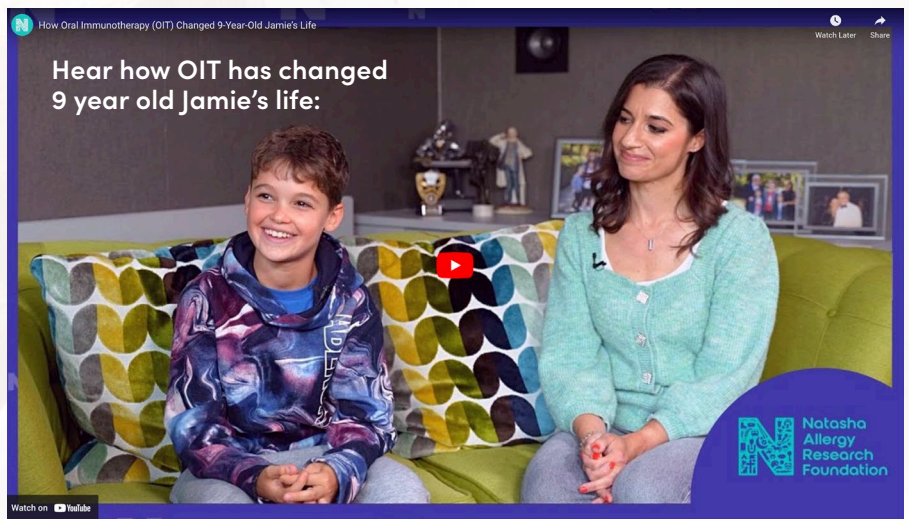 How Oral Immunotherapy (OIT) Changed 9-Year-Old Jamie's Life
Watch Later
Share
Hear how OIT has changed
9 year old Jamie’s life:
Natasha
Allergy
Research
Foundation
Watch on YouTube